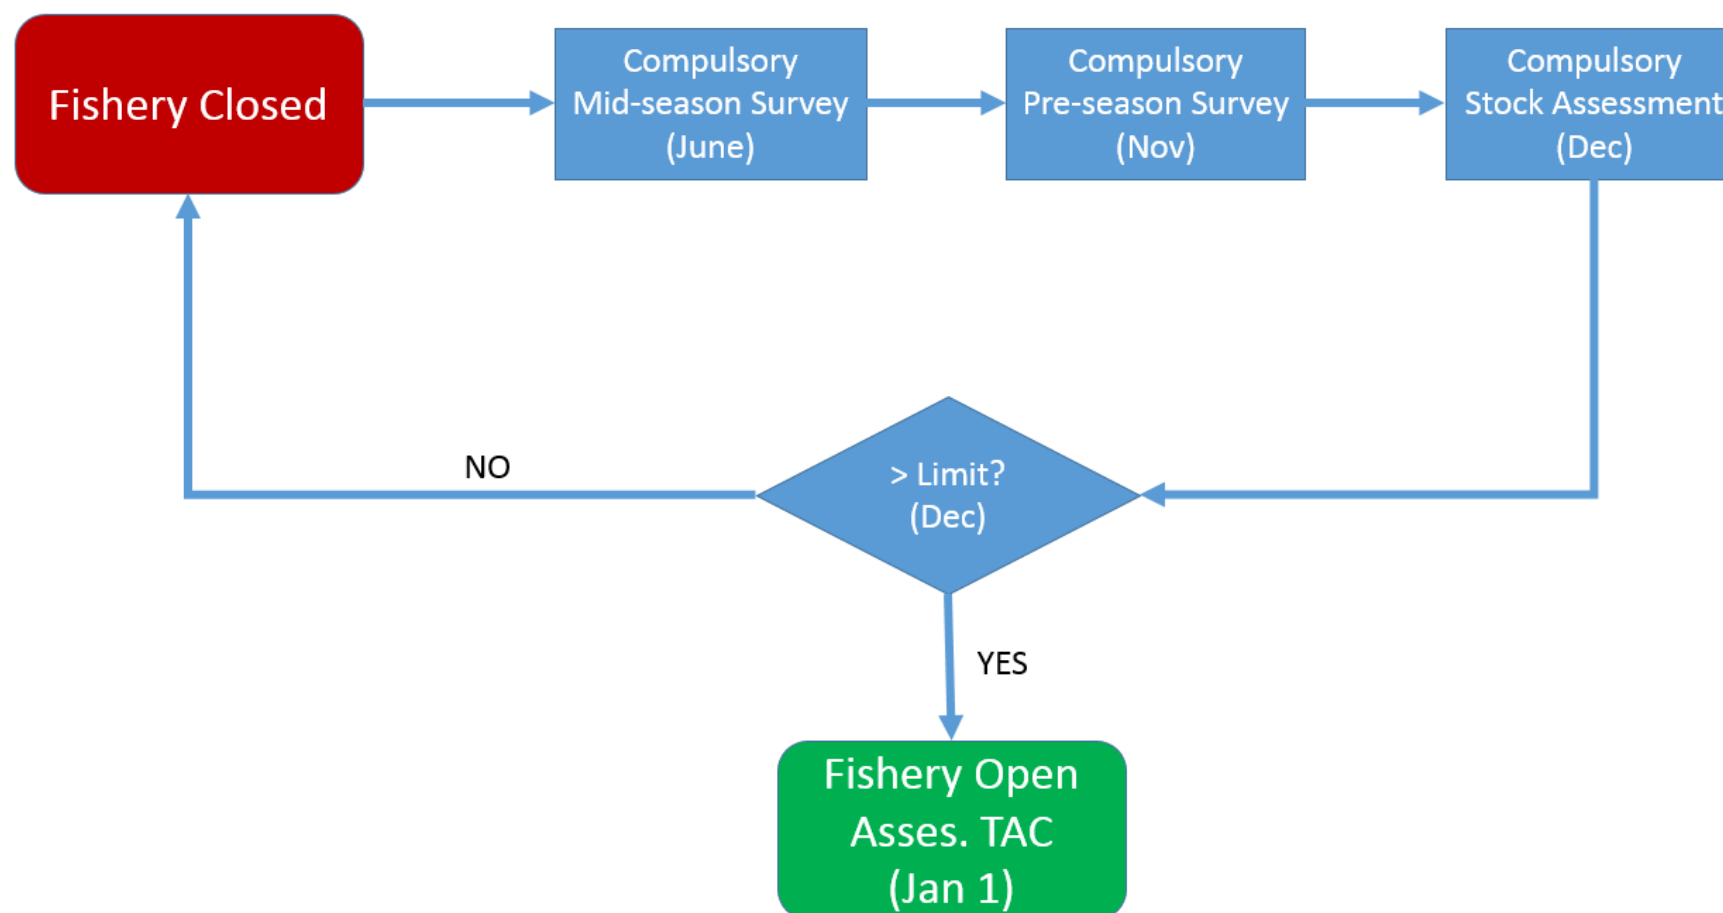 Fishery Closed
Compulsory
Mid-season Survey
(June)
Compulsory
Pre-season Survey
(Nov)
Compulsory
Stock Assessment
(Dec)
NO
> Limit?
(Dec)
YES
Fishery Open
Asses. TAC
(Jan 1)